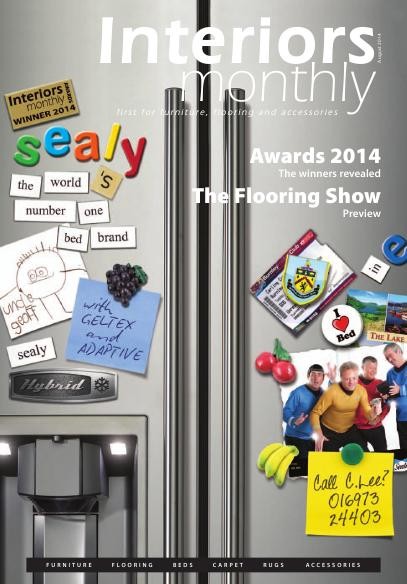 Interiors
monthly
August 2014
first for furniture, flooring and accessories
Interiors
monthly
AWARDS
WINNER 2014
sealy
the world 'S
number one
bed brand
Awards 2014
The winners revealed
The Flooring Show
Preview
uncle
geoff
with
GELTEX
and
ADAPTIVE
sealy
Hybrid
in
e
I
Bed
THE LAKE
Call C.Lee?
016973
24403
FURNITURE FLOORING BEDS CARPET RUGS ACCESSORIES